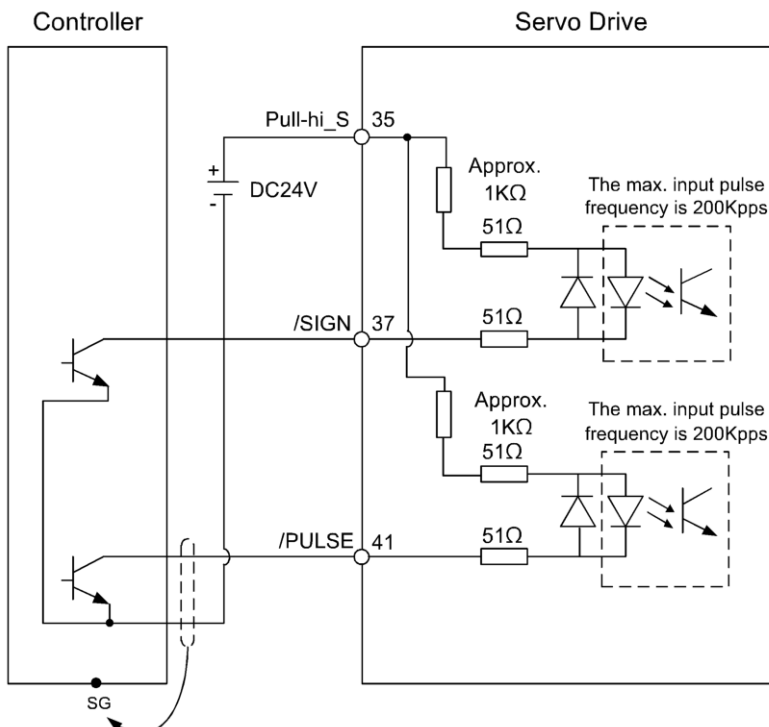 Controller
Servo Drive
Pull-hi_S
35
Approx.
1KΩ
The max. input pulse
frequency is 200Kpps
+
DC24V
-
51Ω
/SIGN
37
51Ω
Approx.
1KΩ
The max. input pulse
frequency is 200Kpps
51Ω
/PULSE
41
51Ω
SG